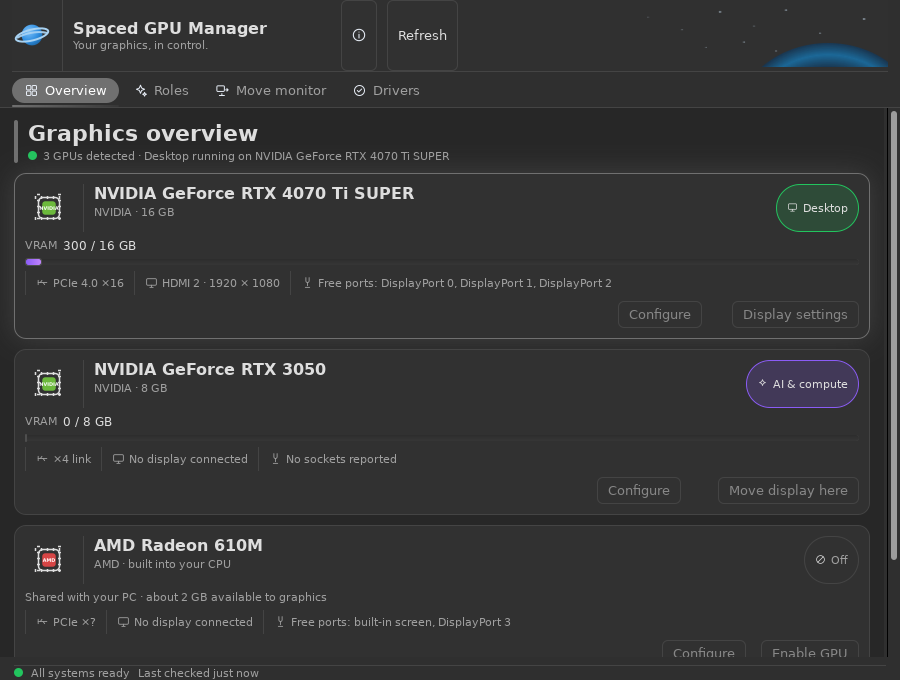 Spaced GPU Manager
Your graphics, in control.
Refresh
Overview Roles Move monitor Drivers
Graphics overview
3 GPUs detected · Desktop running on NVIDIA GeForce RTX 4070 Ti SUPER
NVIDIA
NVIDIA GeForce RTX 4070 Ti SUPER
NVIDIA · 16 GB
Desktop
VRAM 300 / 16 GB
PCIe 4.0 ×16 HDMI 2 · 1920 × 1080 Free ports: DisplayPort 0, DisplayPort 1, DisplayPort 2
Configure Display settings
NVIDIA
NVIDIA GeForce RTX 3050
NVIDIA · 8 GB
AI & compute
VRAM 0 / 8 GB
×4 link No display connected No sockets reported
Configure Move display here
AMD
AMD Radeon 610M
AMD · built into your CPU
Off
Shared with your PC · about 2 GB available to graphics
PCIe ×? No display connected Free ports: built-in screen, DisplayPort 3
Configure Enable GPU
All systems ready Last checked just now